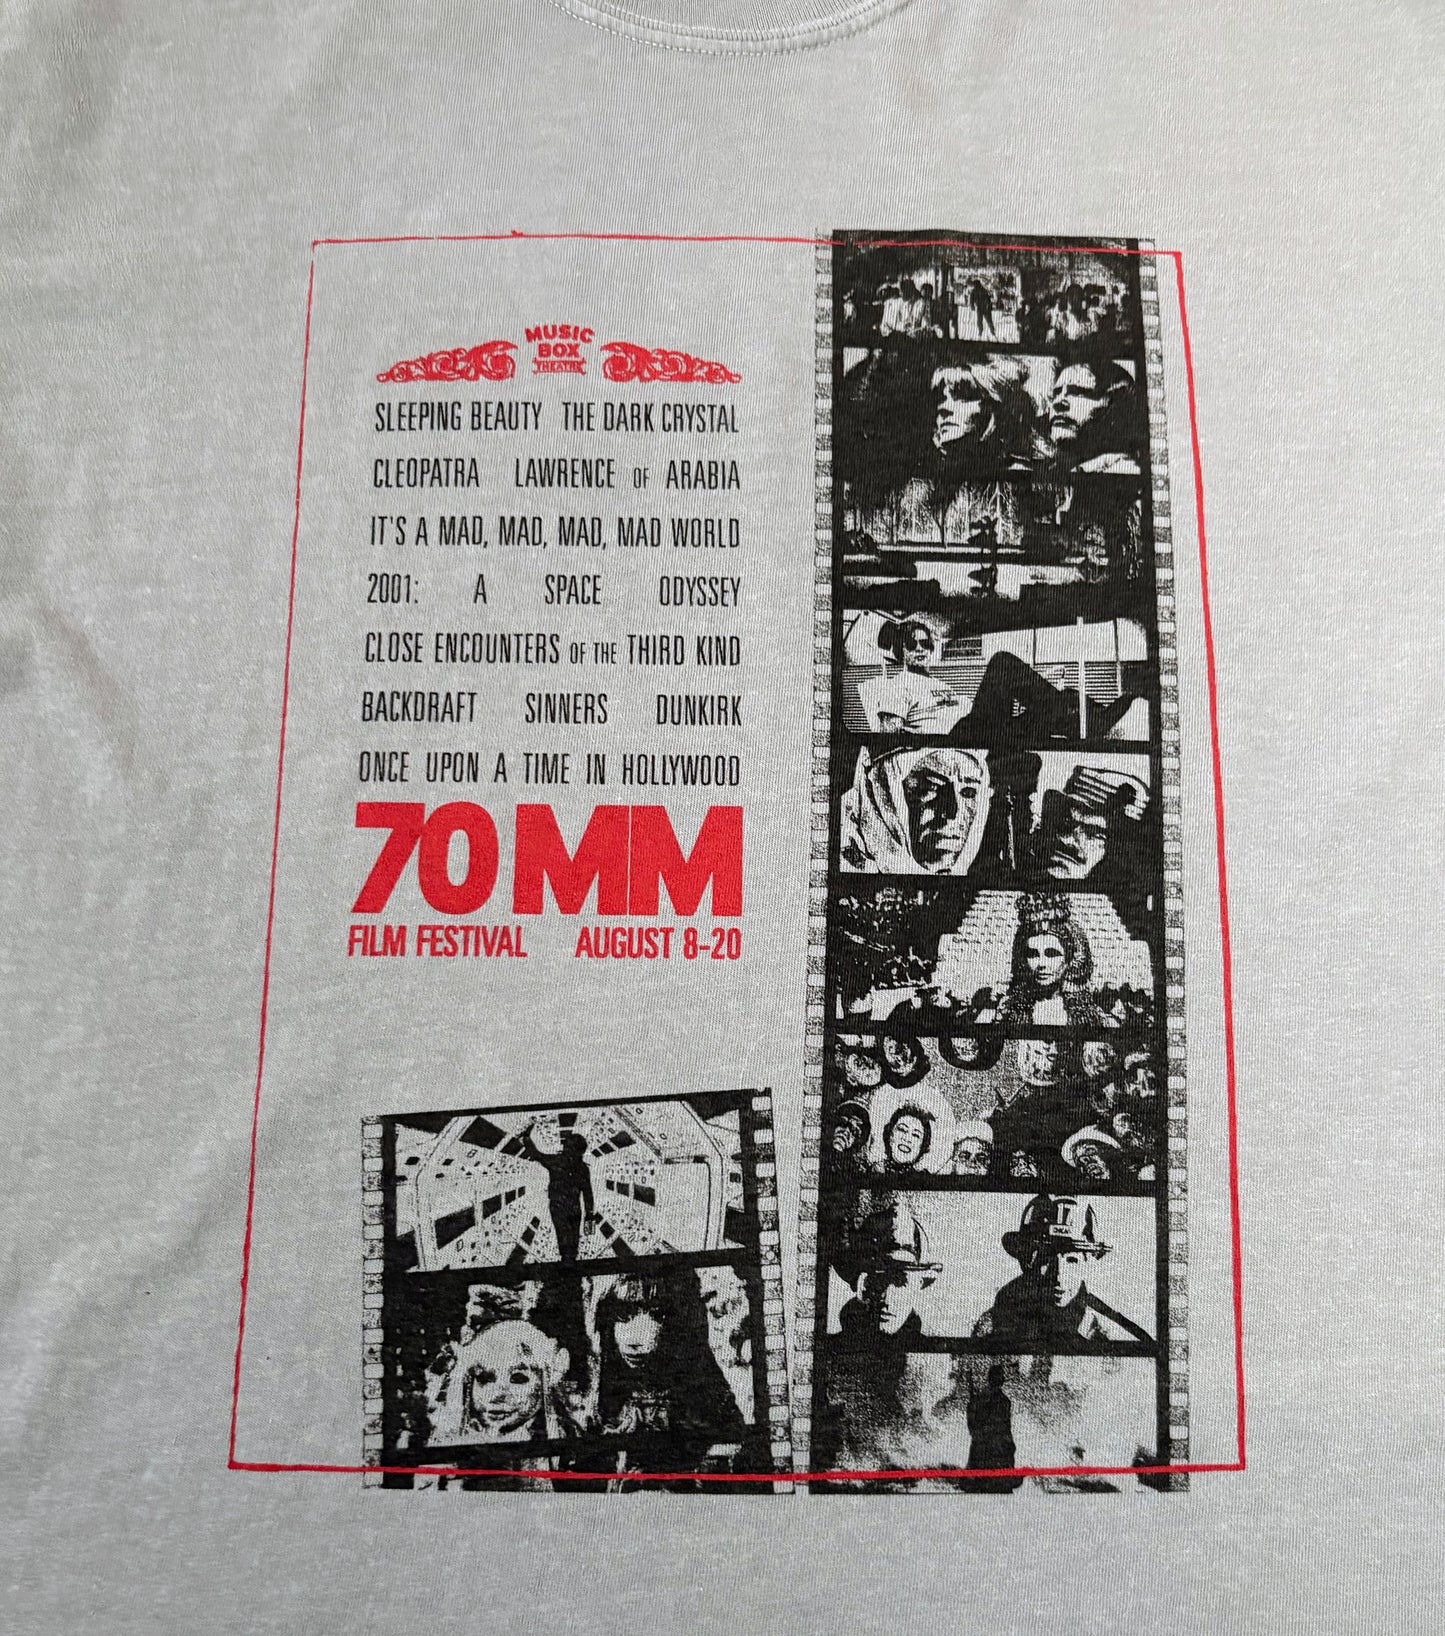 MUSIC
BOX
THEATRE
SLEEPING BEAUTY THE DARK CRYSTAL
CLEOPATRA LAWRENCE OF ARABIA
IT'S A MAD, MAD, MAD, MAD WORLD
2001: A SPACE ODYSSEY
CLOSE ENCOUNTERS OF THE THIRD KIND
BACKDRAFT SINNERS DUNKIRK
ONCE UPON A TIME IN HOLLYWOOD
70MM
FILM FESTIVAL AUGUST 8-20
17